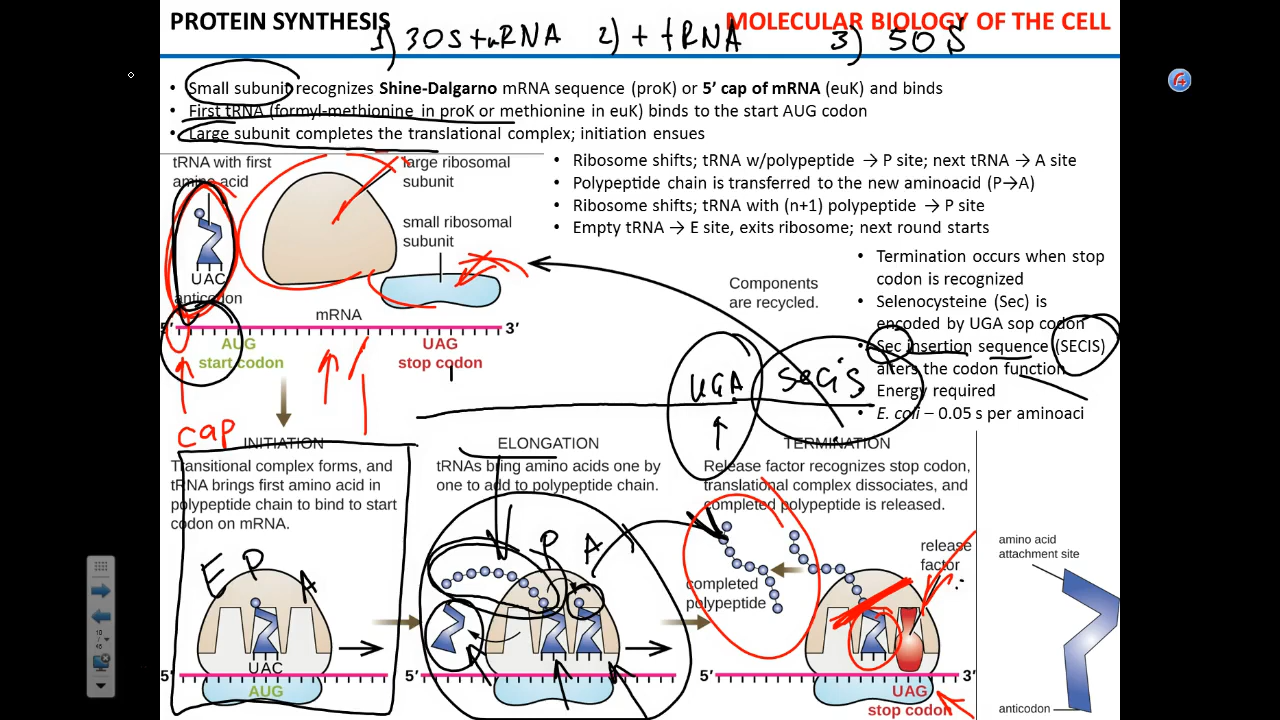 PROTEIN SYNTHESIS
MOLECULAR BIOLOGY OF THE CELL
1) 30S + mRNA 2) + tRNA 3) 50S
• Small subunit recognizes Shine-Dalgarno mRNA sequence (proK) or 5' cap of mRNA (euK) and binds
• First tRNA (formyl-methionine in proK or methionine in euK) binds to the start AUG codon
• Large subunit completes the translational complex; initiation ensues
• Ribosome shifts; tRNA w/polypeptide → P site; next tRNA → A site
• Polypeptide chain is transferred to the new aminoacid (P→A)
• Ribosome shifts; tRNA with (n+1) polypeptide → P site
• Empty tRNA → E site, exits ribosome; next round starts
• Termination occurs when stop
codon is recognized
• Selenocysteine (Sec) is
encoded by UGA sop codon
• Sec insertion sequence (SECIS)
alters the codon function
• Energy required
• E. coli – 0.05 s per aminoaci
tRNA with first
amino acid
large ribosomal
subunit
small ribosomal
subunit
UAC
anticodon
mRNA
5'
3'
AUG
start codon
UAG
stop codon
Components
are recycled.
UGA
SECIS
cap
INITIATION
Transitional complex forms, and
tRNA brings first amino acid in
polypeptide chain to bind to start
codon on mRNA.
E P A
UAC
5'
AUG
ELONGATION
tRNAs bring amino acids one by
one to add to polypeptide chain.
P A
5'
TERMINATION
Release factor recognizes stop codon,
translational complex dissociates, and
completed polypeptide is released.
completed
polypeptide
release
factor
5'
3'
UAG
stop codon
amino acid
attachment site
anticodon